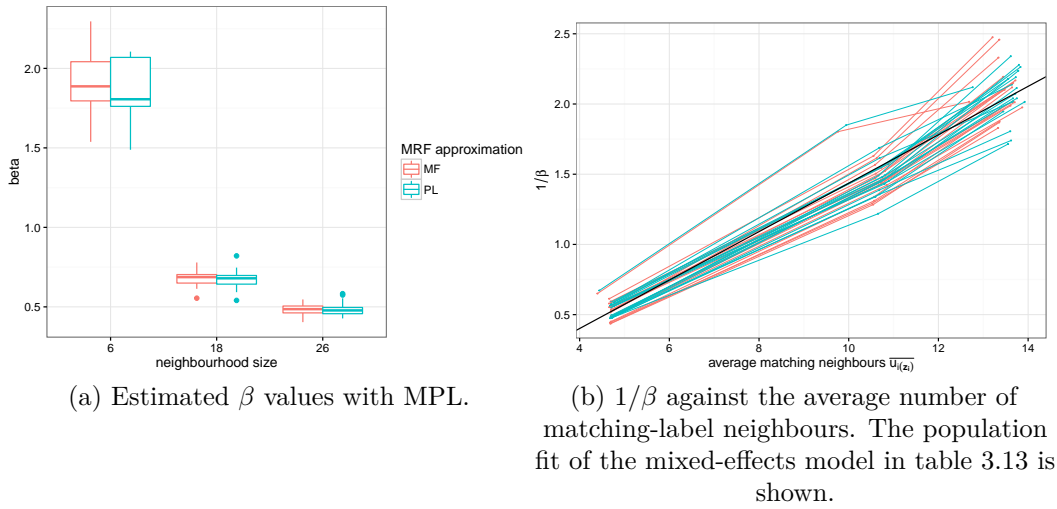 2.0
1.5
1.0
0.5
beta
6
18
26
neighbourhood size
MRF approximation
MF
PL
(a) Estimated β values with MPL.
2.5
2.0
1.5
1.0
0.5
1/β
4
6
8
10
12
14
average matching neighbours \overline{u_{i(z_i)}}
(b) 1/β against the average number of
matching-label neighbours. The population
fit of the mixed-effects model in table 3.13 is
shown.